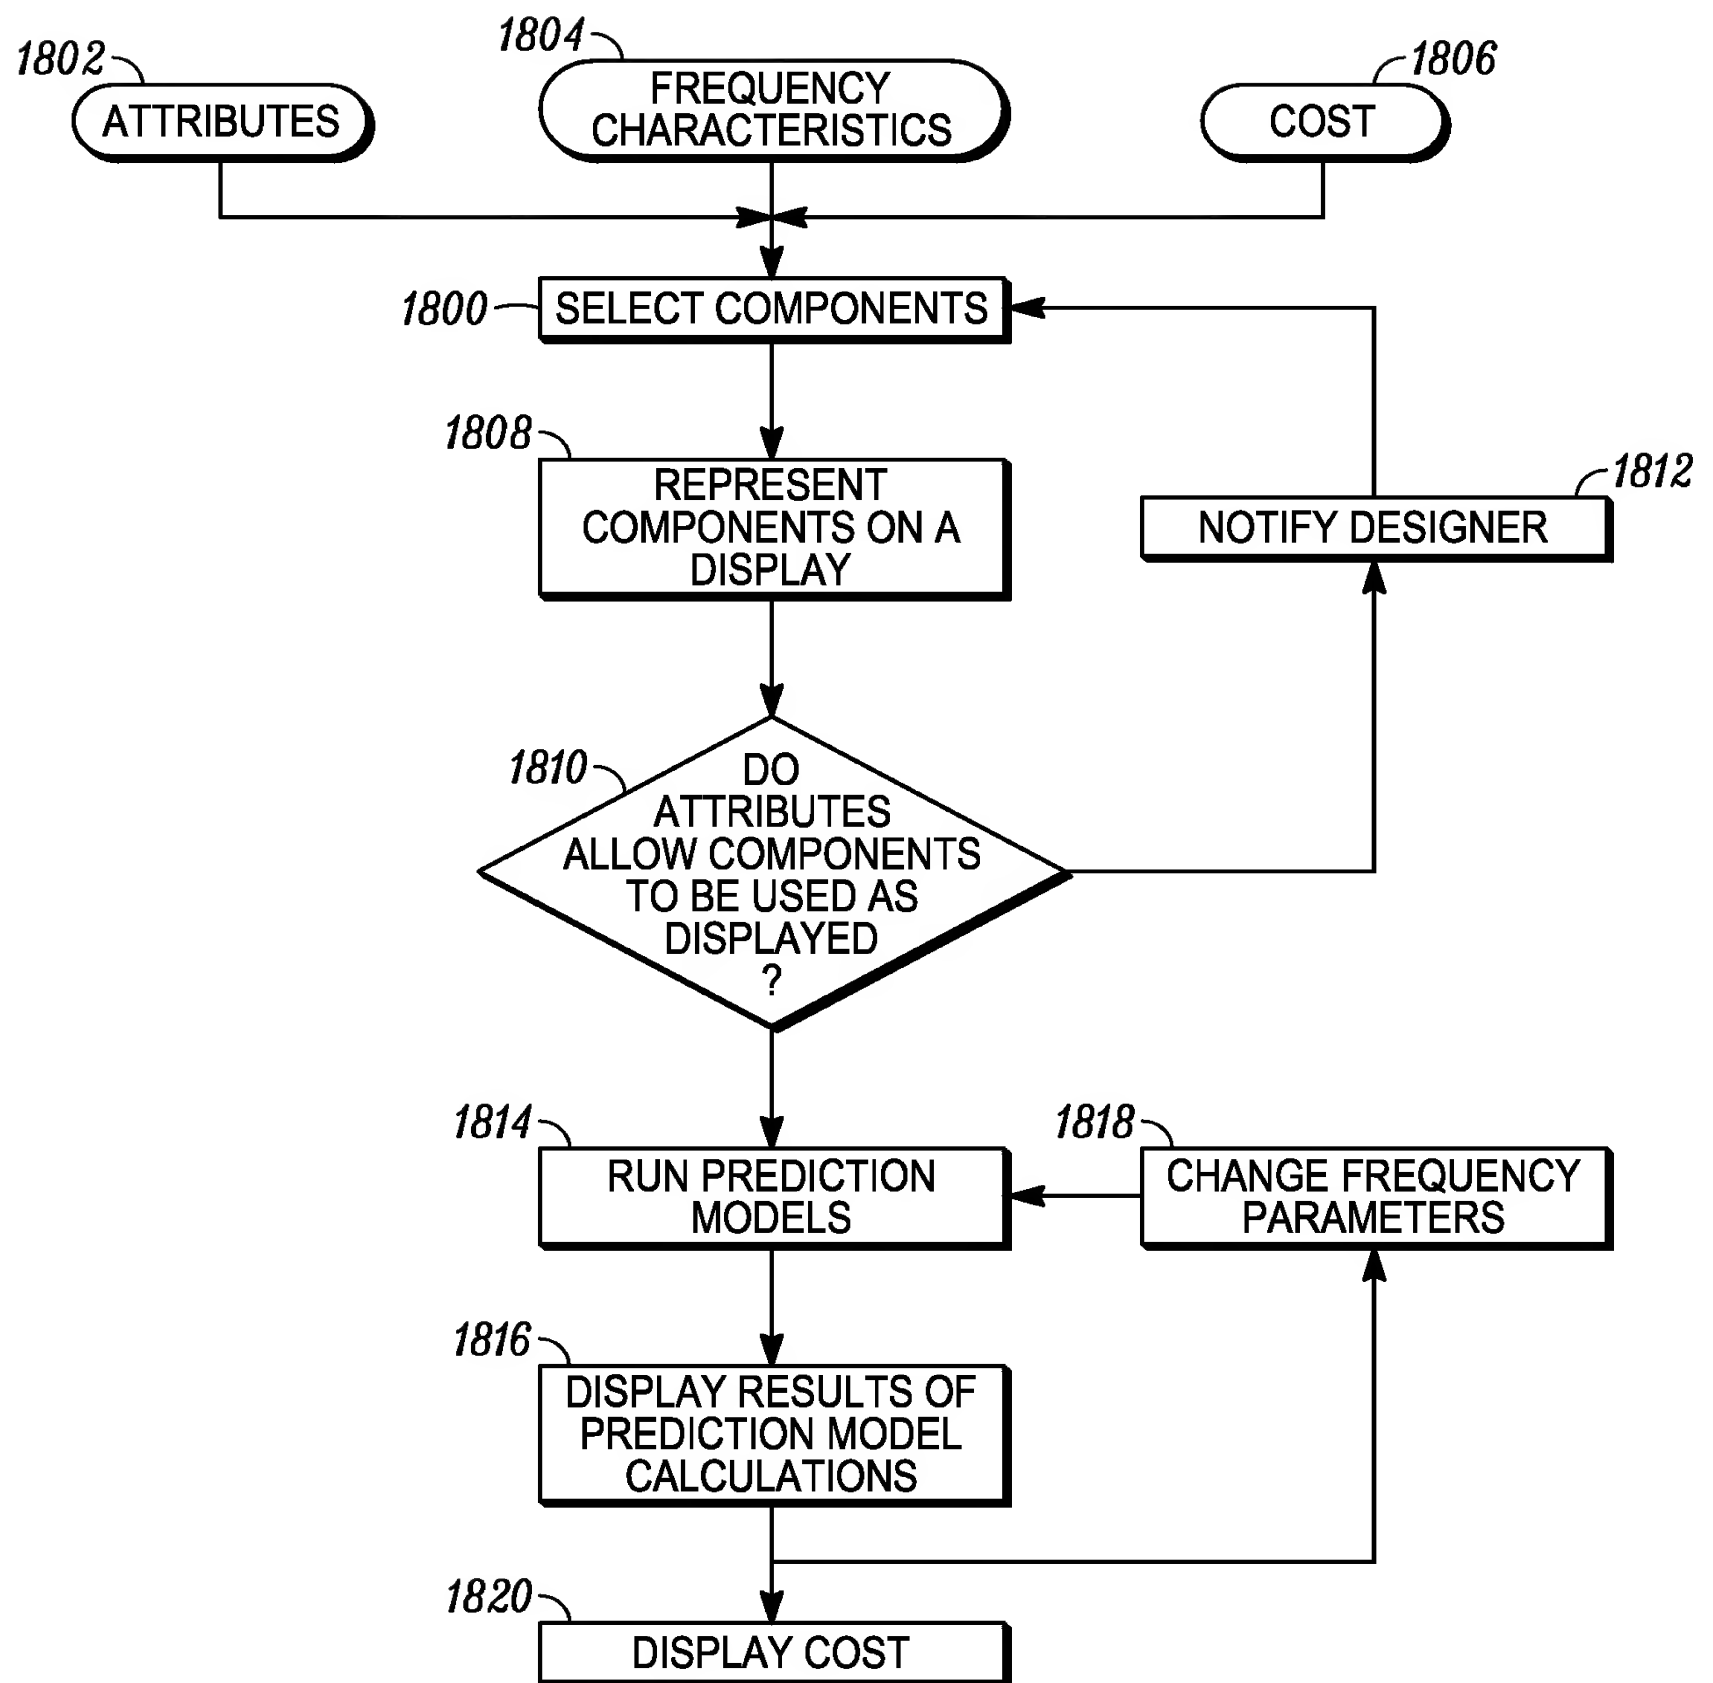 1802
ATTRIBUTES
1804
FREQUENCY
CHARACTERISTICS
1806
COST
1800
SELECT COMPONENTS
1808
REPRESENT
COMPONENTS ON A
DISPLAY
1812
NOTIFY DESIGNER
1810
DO
ATTRIBUTES
ALLOW COMPONENTS
TO BE USED AS
DISPLAYED
?
1814
RUN PREDICTION
MODELS
1818
CHANGE FREQUENCY
PARAMETERS
1816
DISPLAY RESULTS OF
PREDICTION MODEL
CALCULATIONS
1820
DISPLAY COST